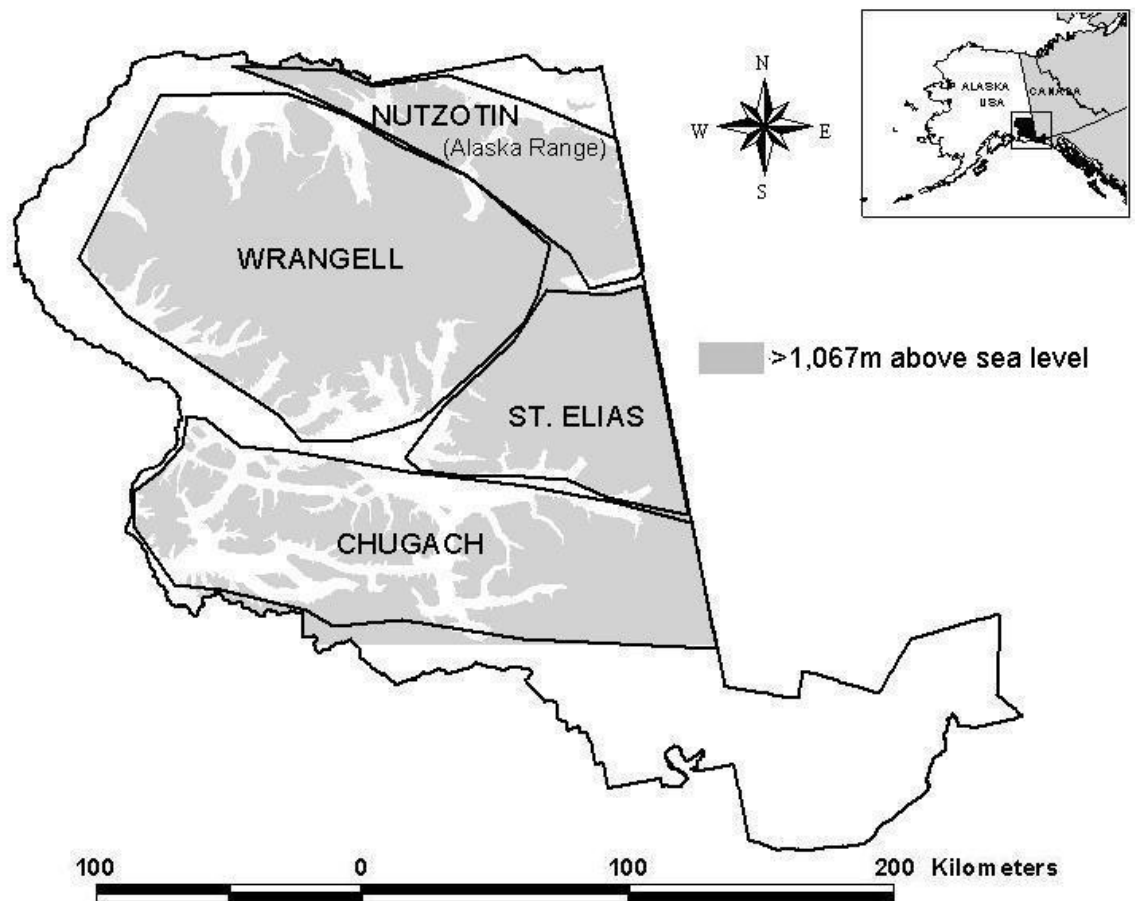 NUTZOTIN
(Alaska Range)
WRANGELL
ST. ELIAS
CHUGACH
N
W E
S
ALASKA
USA
CANADA
>1,067m above sea level
100 0 100 200 Kilometers